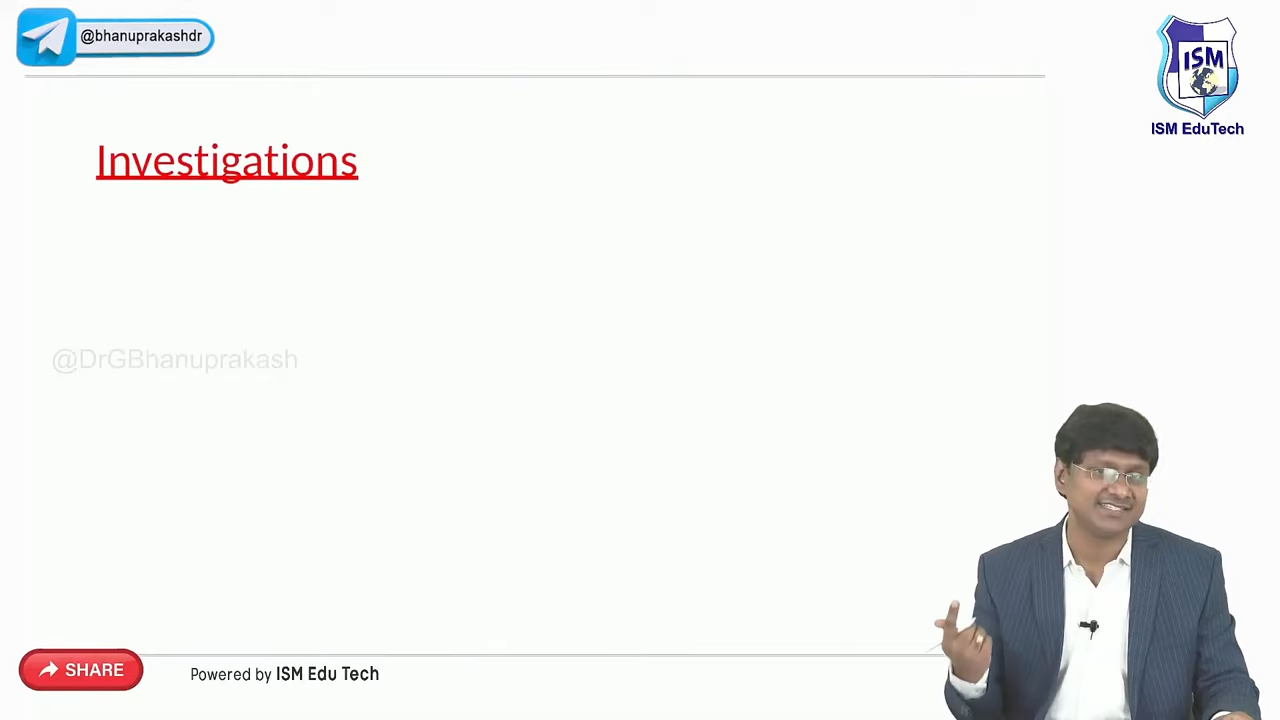 @bhanuprakashdr
ISM
ISM EduTech
Investigations
@DrGBhanuprakash
SHARE
Powered by ISM Edu Tech